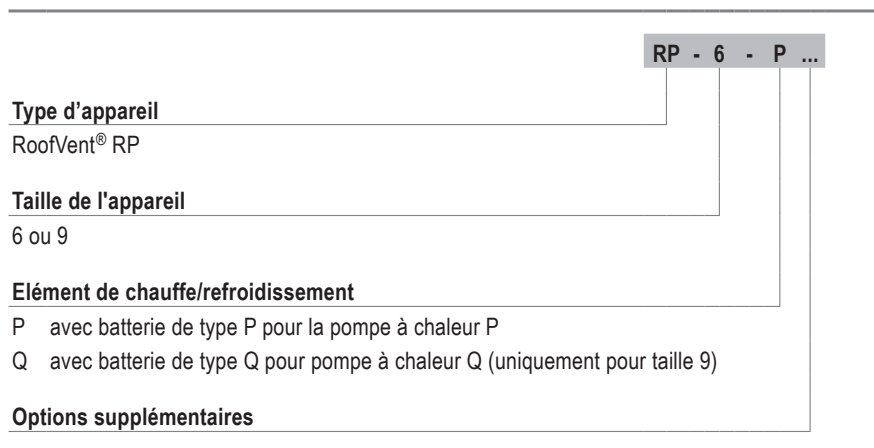 RP - 6 - P ...
Type d’appareil
RoofVent® RP
Taille de l'appareil
6 ou 9
Elément de chauffe/refroidissement
P avec batterie de type P pour la pompe à chaleur P
Q avec batterie de type Q pour pompe à chaleur Q (uniquement pour taille 9)
Options supplémentaires